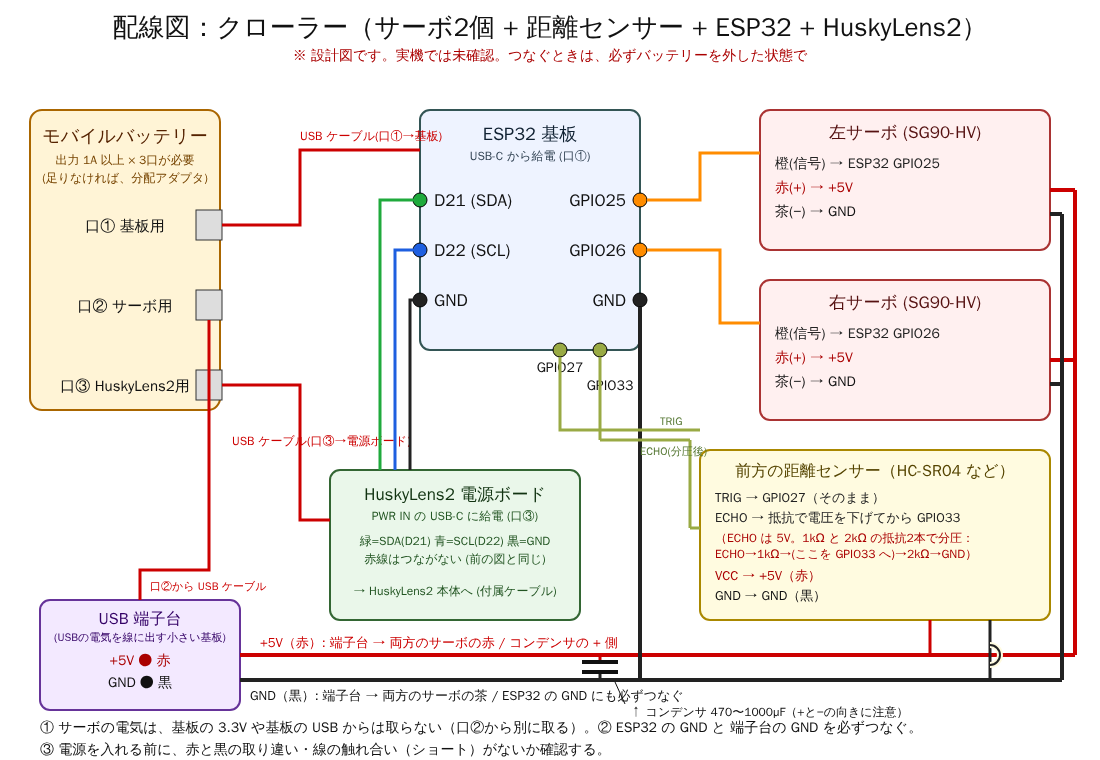 配線図：クローラー（サーボ2個 + 距離センサー + ESP32 + HuskyLens2）
※ 設計図です。実機では未確認。つなぐときは、必ずバッテリーを外した状態で
モバイルバッテリー
出力 1A 以上 × 3口が必要
(足りなければ、分配アダプタ)
口① 基板用
口② サーボ用
口③ HuskyLens2用
USB ケーブル(口①→基板)
ESP32 基板
USB-C から給電 (口①)
D21 (SDA)
D22 (SCL)
GND
GPIO25
GPIO26
GND
GPIO27
GPIO33
左サーボ (SG90-HV)
橙(信号) → ESP32 GPIO25
赤(+) → +5V
茶(−) → GND
右サーボ (SG90-HV)
橙(信号) → ESP32 GPIO26
赤(+) → +5V
茶(−) → GND
TRIG
ECHO(分圧後)
USB ケーブル(口③→電源ボード)
HuskyLens2 電源ボード
PWR IN の USB-C に給電 (口③)
緑=SDA(D21) 青=SCL(D22) 黒=GND
赤線はつながない (前の図と同じ)
→ HuskyLens2 本体へ (付属ケーブル)
前方の距離センサー（HC-SR04 など）
TRIG → GPIO27（そのまま）
ECHO → 抵抗で電圧を下げてから GPIO33
（ECHO は 5V。1kΩ と 2kΩ の抵抗2本で分圧：
ECHO→1kΩ→(ここを GPIO33 へ)→2kΩ→GND）
VCC → +5V（赤）
GND → GND（黒）
口②から USB ケーブル
USB 端子台
(USBの電気を線に出す小さい基板)
+5V ● 赤
GND ● 黒
+5V（赤）: 端子台 → 両方のサーボの赤 / コンデンサの + 側
GND（黒）: 端子台 → 両方のサーボの茶 / ESP32 の GND にも必ずつなぐ
↑ コンデンサ 470〜1000μF（+と−の向きに注意）
① サーボの電気は、基板の 3.3V や基板の USB からは取らない（口②から別に取る）。② ESP32 の GND と 端子台の GND を必ずつなぐ。
③ 電源を入れる前に、赤と黒の取り違い・線の触れ合い（ショート）がないか確認する。